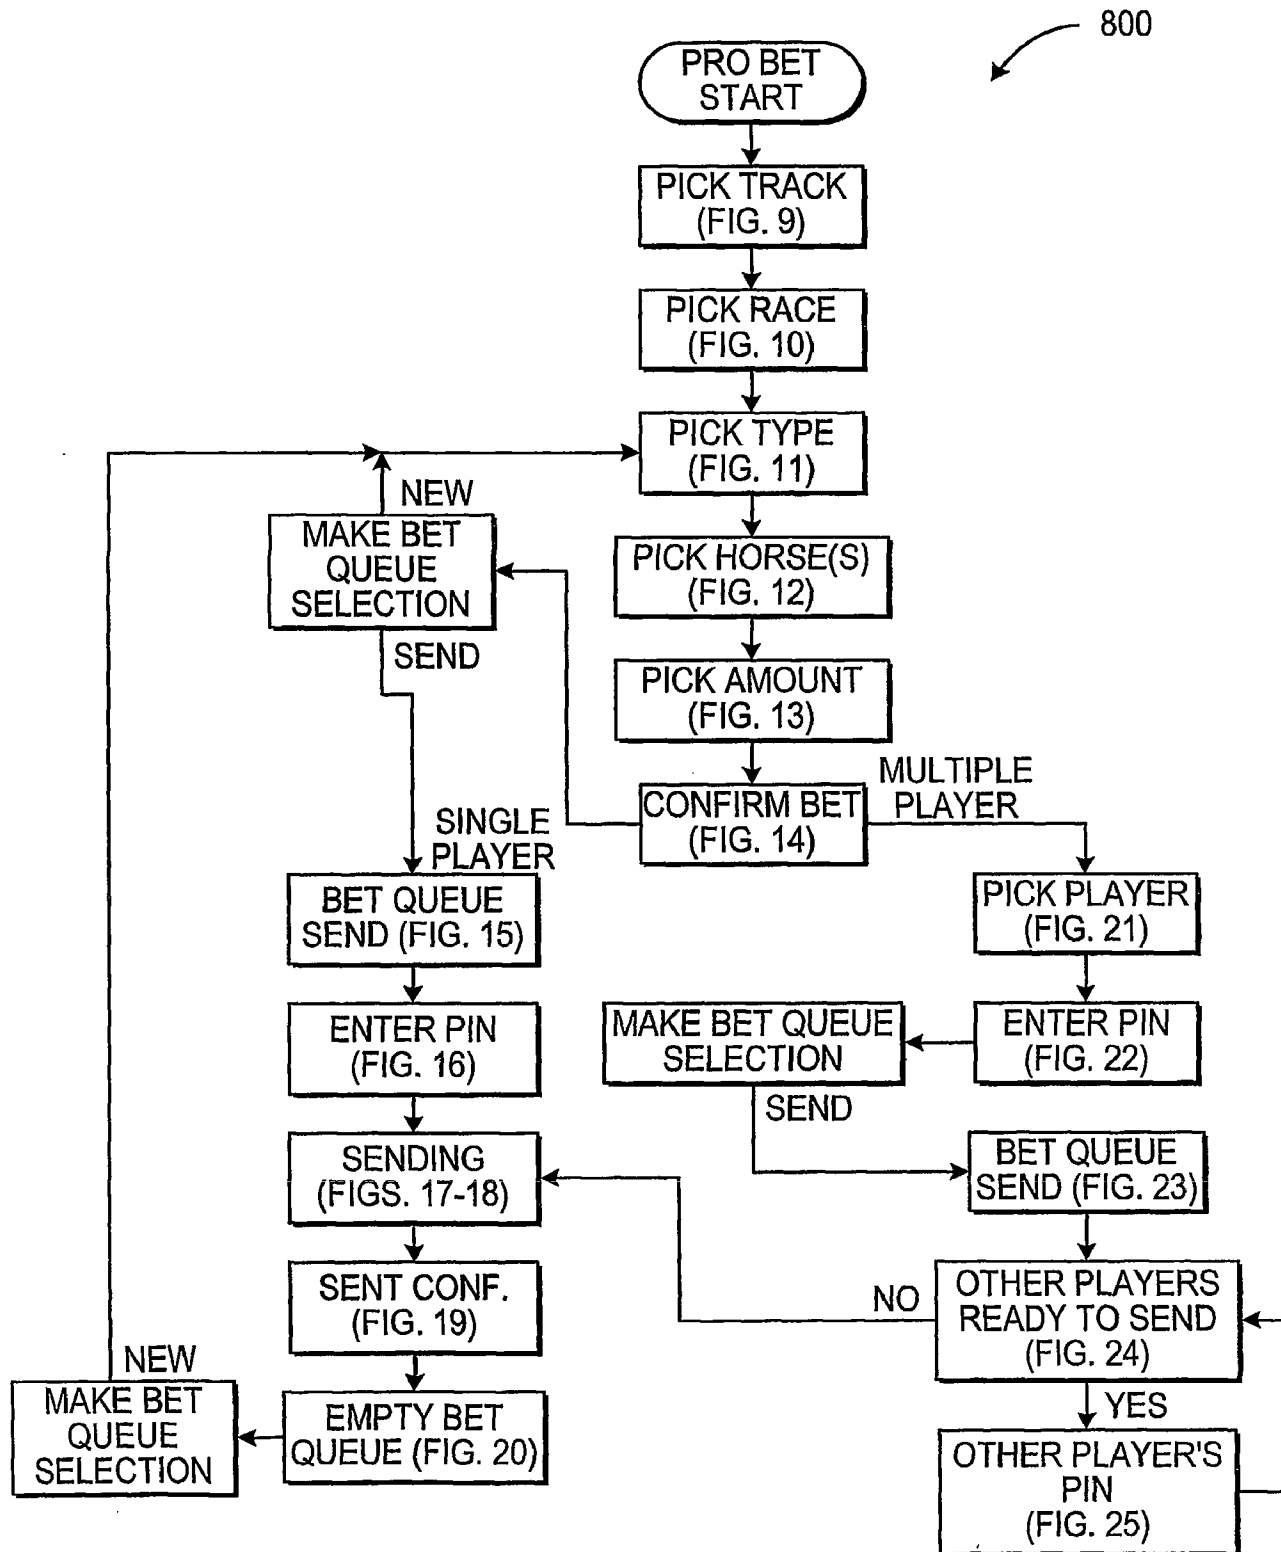 800
PRO BET
START
PICK TRACK
(FIG. 9)
PICK RACE
(FIG. 10)
PICK TYPE
(FIG. 11)
NEW
MAKE BET
QUEUE
SELECTION
SEND
PICK HORSE(S)
(FIG. 12)
PICK AMOUNT
(FIG. 13)
CONFIRM BET
(FIG. 14)
MULTIPLE
PLAYER
SINGLE
PLAYER
BET QUEUE
SEND (FIG. 15)
PICK PLAYER
(FIG. 21)
ENTER PIN
(FIG. 16)
MAKE BET QUEUE
SELECTION
ENTER PIN
(FIG. 22)
SEND
SENDING
(FIGS. 17-18)
BET QUEUE
SEND (FIG. 23)
SENT CONF.
(FIG. 19)
NO
OTHER PLAYERS
READY TO SEND
(FIG. 24)
NEW
MAKE BET
QUEUE
SELECTION
EMPTY BET
QUEUE (FIG. 20)
YES
OTHER PLAYER'S
PIN
(FIG. 25)